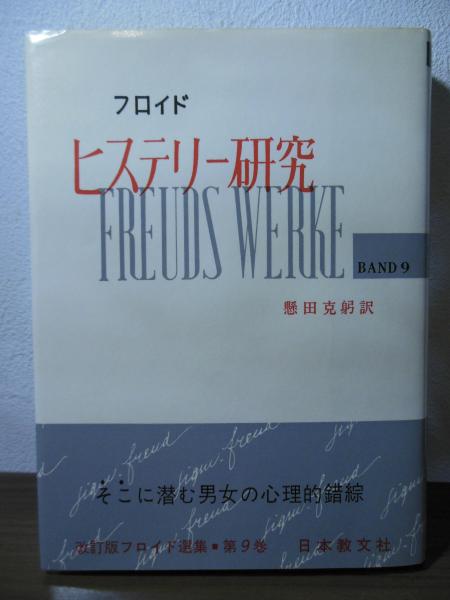 フロイド
ヒステリー研究
FREUDS WERKE
BAND 9
懸田克躬訳
sigm. freud
そこに潜む男女の心理的錯綜
改訂版フロイド選集■第9巻 日本教文社